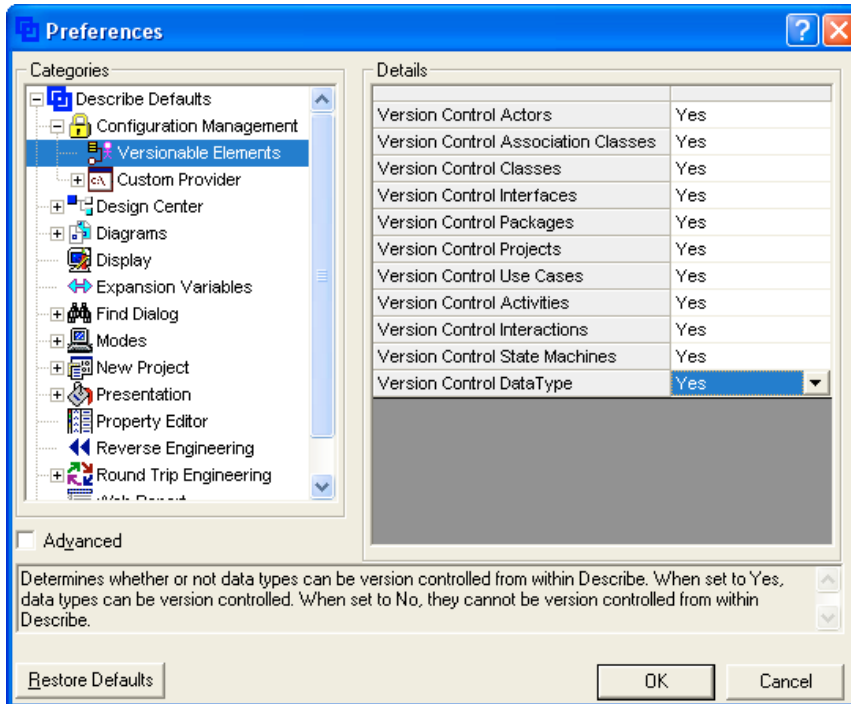 Preferences
Categories
Describe Defaults
Configuration Management
Versionable Elements
Custom Provider
Design Center
Diagrams
Display
Expansion Variables
Find Dialog
Modes
New Project
Presentation
Property Editor
Reverse Engineering
Round Trip Engineering
Web Report
Advanced
Details
Version Control Actors Yes
Version Control Association Classes Yes
Version Control Classes Yes
Version Control Interfaces Yes
Version Control Packages Yes
Version Control Projects Yes
Version Control Use Cases Yes
Version Control Activities Yes
Version Control Interactions Yes
Version Control State Machines Yes
Version Control DataType Yes
Determines whether or not data types can be version controlled from within Describe. When set to Yes,
data types can be version controlled. When set to No, they cannot be version controlled from within
Describe.
Restore Defaults OK Cancel